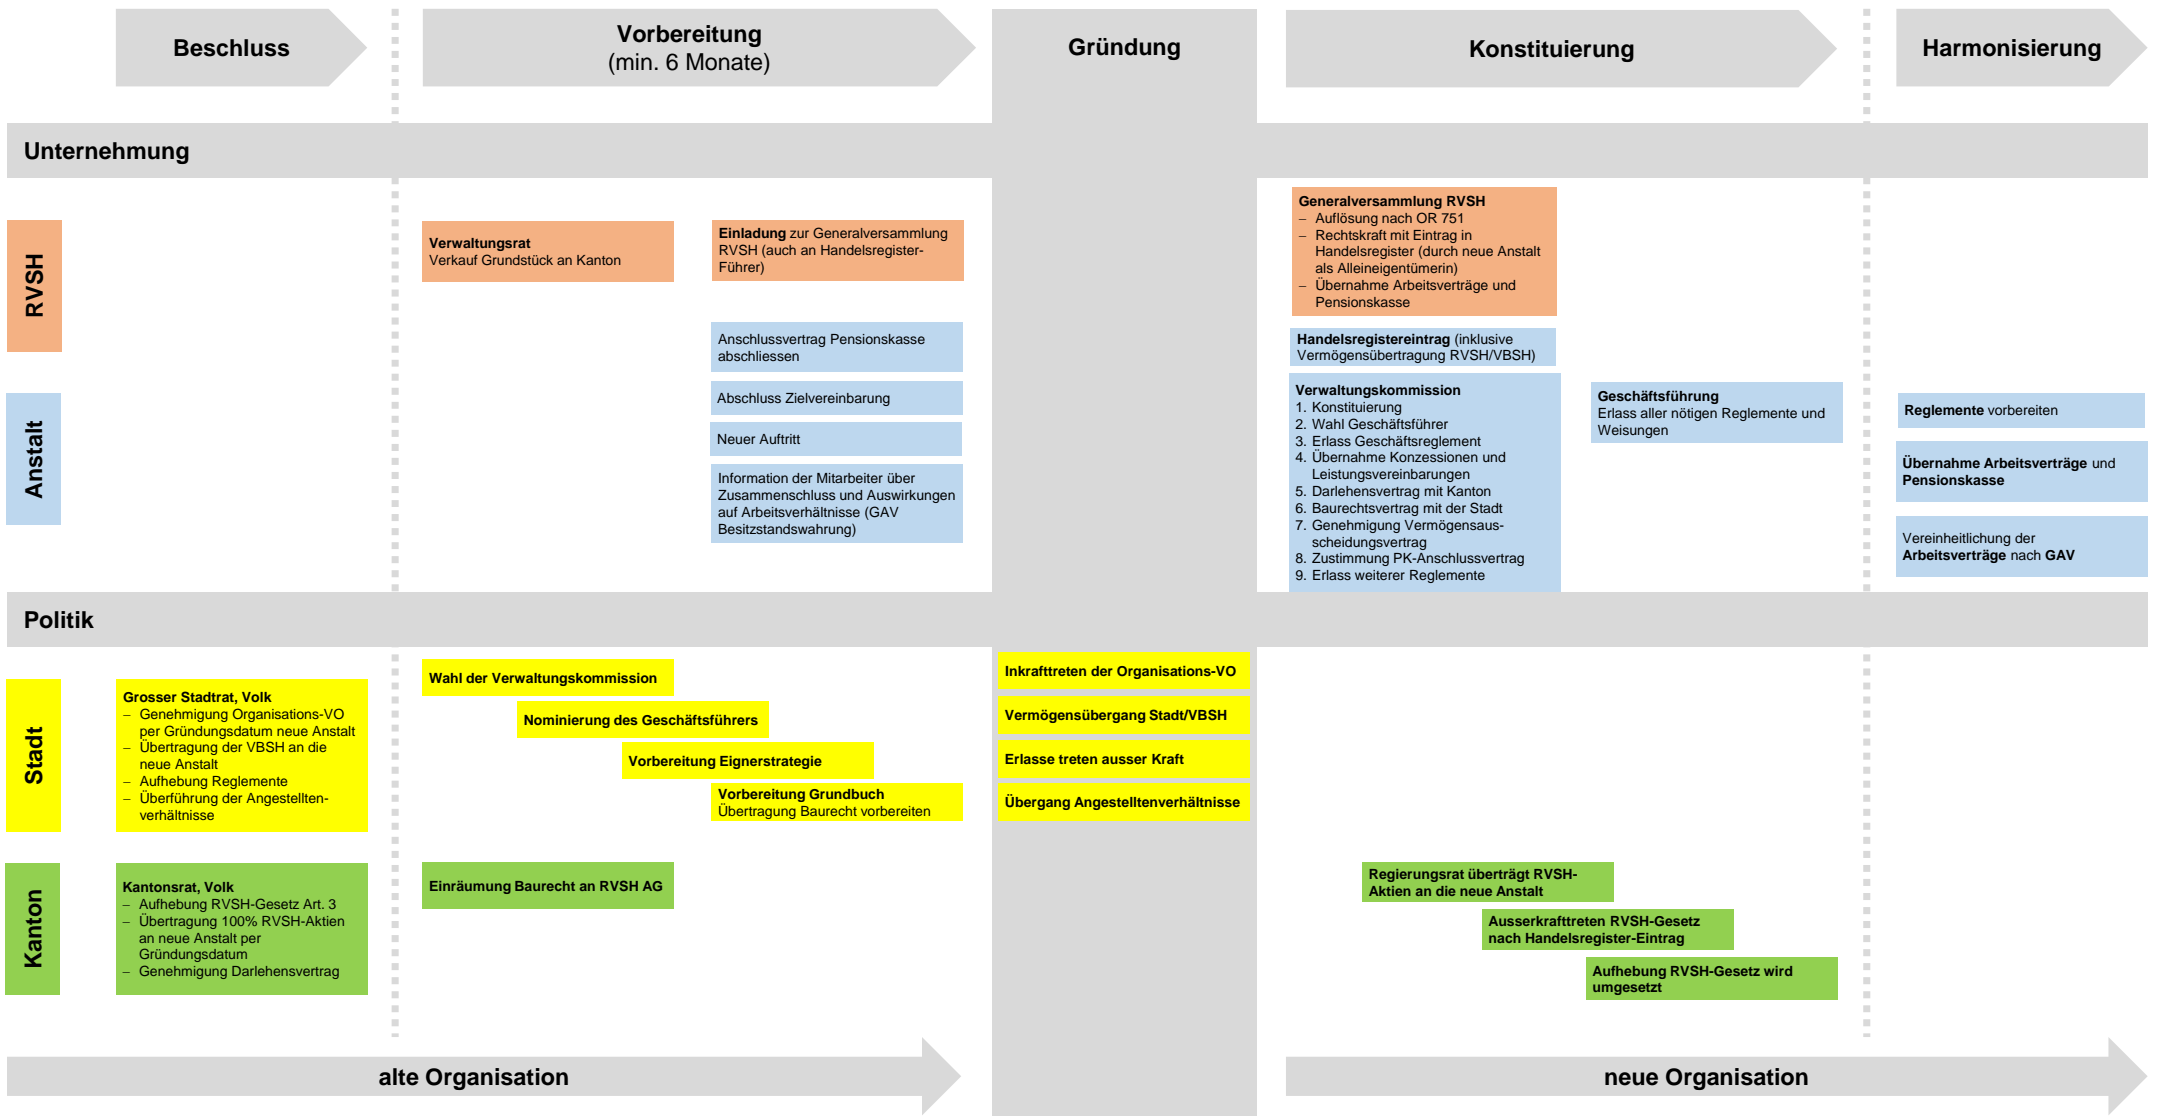 Beschluss
Vorbereitung
(min. 6 Monate)
Gründung
Konstituierung
Harmonisierung
Unternehmung
RVSH
Verwaltungsrat
Verkauf Grundstück an Kanton
Einladung zur Generalversammlung
RVSH (auch an Handelsregister-
Führer)
Generalversammlung RVSH
– Auflösung nach OR 751
– Rechtskraft mit Eintrag in
Handelsregister (durch neue Anstalt
als Alleineigentümerin)
– Übernahme Arbeitsverträge und
Pensionskasse
Anstalt
Anschlussvertrag Pensionskasse
abschliessen
Abschluss Zielvereinbarung
Neuer Auftritt
Information der Mitarbeiter über
Zusammenschluss und Auswirkungen
auf Arbeitsverhältnisse (GAV
Besitzstandswahrung)
Handelsregistereintrag (inklusive
Vermögensübertragung RVSH/VBSH)
Verwaltungskommission
1. Konstituierung
2. Wahl Geschäftsführer
3. Erlass Geschäftsreglement
4. Übernahme Konzessionen und
Leistungsvereinbarungen
5. Darlehensvertrag mit Kanton
6. Baurechtsvertrag mit der Stadt
7. Genehmigung Vermögensaus-
scheidungsvertrag
8. Zustimmung PK-Anschlussvertrag
9. Erlass weiterer Reglemente
Geschäftsführung
Erlass aller nötigen Reglemente und
Weisungen
Reglemente vorbereiten
Übernahme Arbeitsverträge und
Pensionskasse
Vereinheitlichung der
Arbeitsverträge nach GAV
Politik
Stadt
Grosser Stadtrat, Volk
– Genehmigung Organisations-VO
per Gründungsdatum neue Anstalt
– Übertragung der VBSH an die
neue Anstalt
– Aufhebung Reglemente
– Überführung der Angestellten-
verhältnisse
Wahl der Verwaltungskommission
Nominierung des Geschäftsführers
Vorbereitung Eignerstrategie
Vorbereitung Grundbuch
Übertragung Baurecht vorbereiten
Inkrafttreten der Organisations-VO
Vermögensübergang Stadt/VBSH
Erlasse treten ausser Kraft
Übergang Angestelltenverhältnisse
Kanton
Kantonsrat, Volk
– Aufhebung RVSH-Gesetz Art. 3
– Übertragung 100% RVSH-Aktien
an neue Anstalt per
Gründungsdatum
– Genehmigung Darlehensvertrag
Einräumung Baurecht an RVSH AG
Regierungsrat überträgt RVSH-
Aktien an die neue Anstalt
Ausserkrafttreten RVSH-Gesetz
nach Handelsregister-Eintrag
Aufhebung RVSH-Gesetz wird
umgesetzt
alte Organisation
neue Organisation